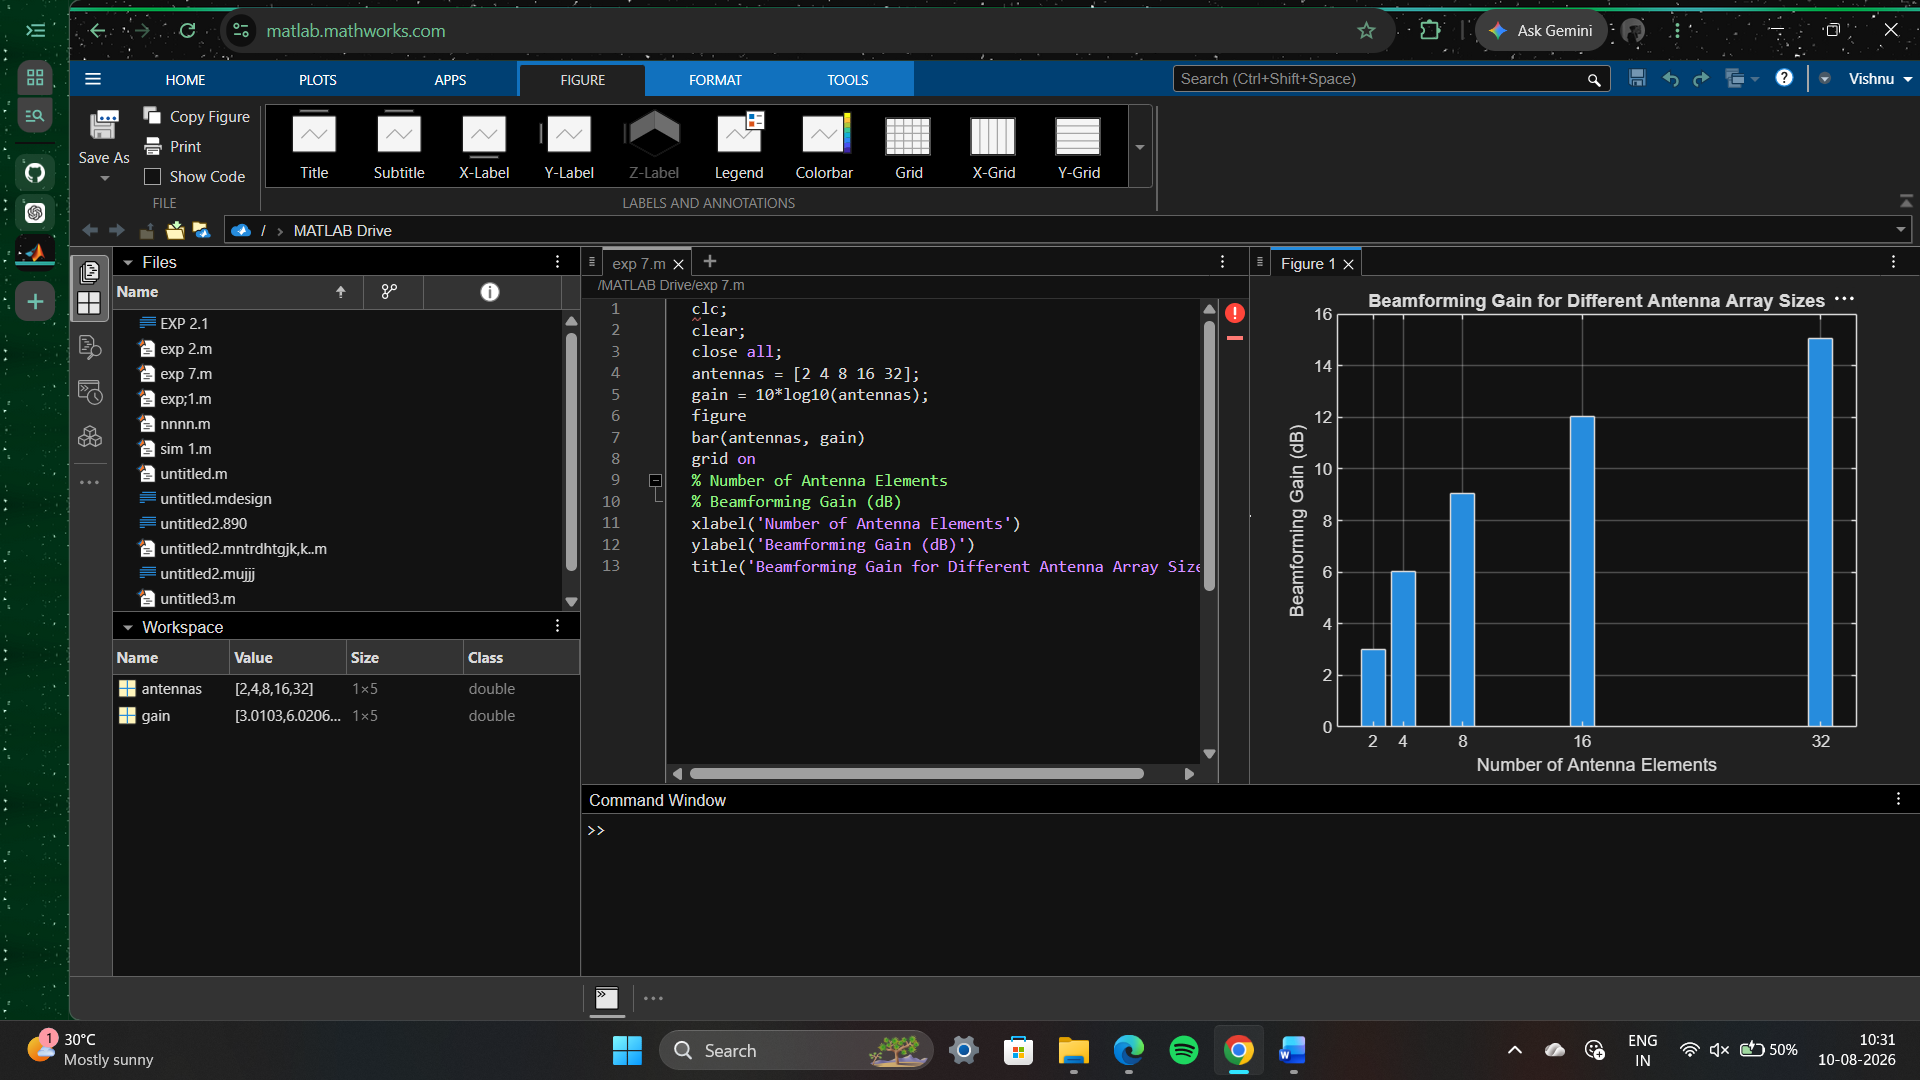 matlab.mathworks.com
Ask Gemini
HOME
PLOTS
APPS
FIGURE
FORMAT
TOOLS
Search (Ctrl+Shift+Space)
Vishnu
Save As
Copy Figure
Print
Show Code
FILE
Title
Subtitle
X-Label
Y-Label
Z-Label
Legend
Colorbar
Grid
X-Grid
Y-Grid
LABELS AND ANNOTATIONS
/ › MATLAB Drive
Files
Name
EXP 2.1
exp 2.m
exp 7.m
exp;1.m
nnnn.m
sim 1.m
untitled.m
untitled.mdesign
untitled2.890
untitled2.mntrdhtgjk,k..m
untitled2.mujjj
untitled3.m
Workspace
Name Value Size Class
antennas [2,4,8,16,32] 1×5 double
gain [3.0103,6.0206... 1×5 double
exp 7.m
/MATLAB Drive/exp 7.m
1 clc;
2 clear;
3 close all;
4 antennas = [2 4 8 16 32];
5 gain = 10*log10(antennas);
6 figure
7 bar(antennas, gain)
8 grid on
9 % Number of Antenna Elements
10 % Beamforming Gain (dB)
11 xlabel('Number of Antenna Elements')
12 ylabel('Beamforming Gain (dB)')
13 title('Beamforming Gain for Different Antenna Array Size
Figure 1
Beamforming Gain for Different Antenna Array Sizes
Beamforming Gain (dB)
16
14
12
10
8
6
4
2
0
2 4 8 16 32
Number of Antenna Elements
Command Window
>>
1
30°C
Mostly sunny
Search
ENG
IN
50%
10:31
10-08-2026